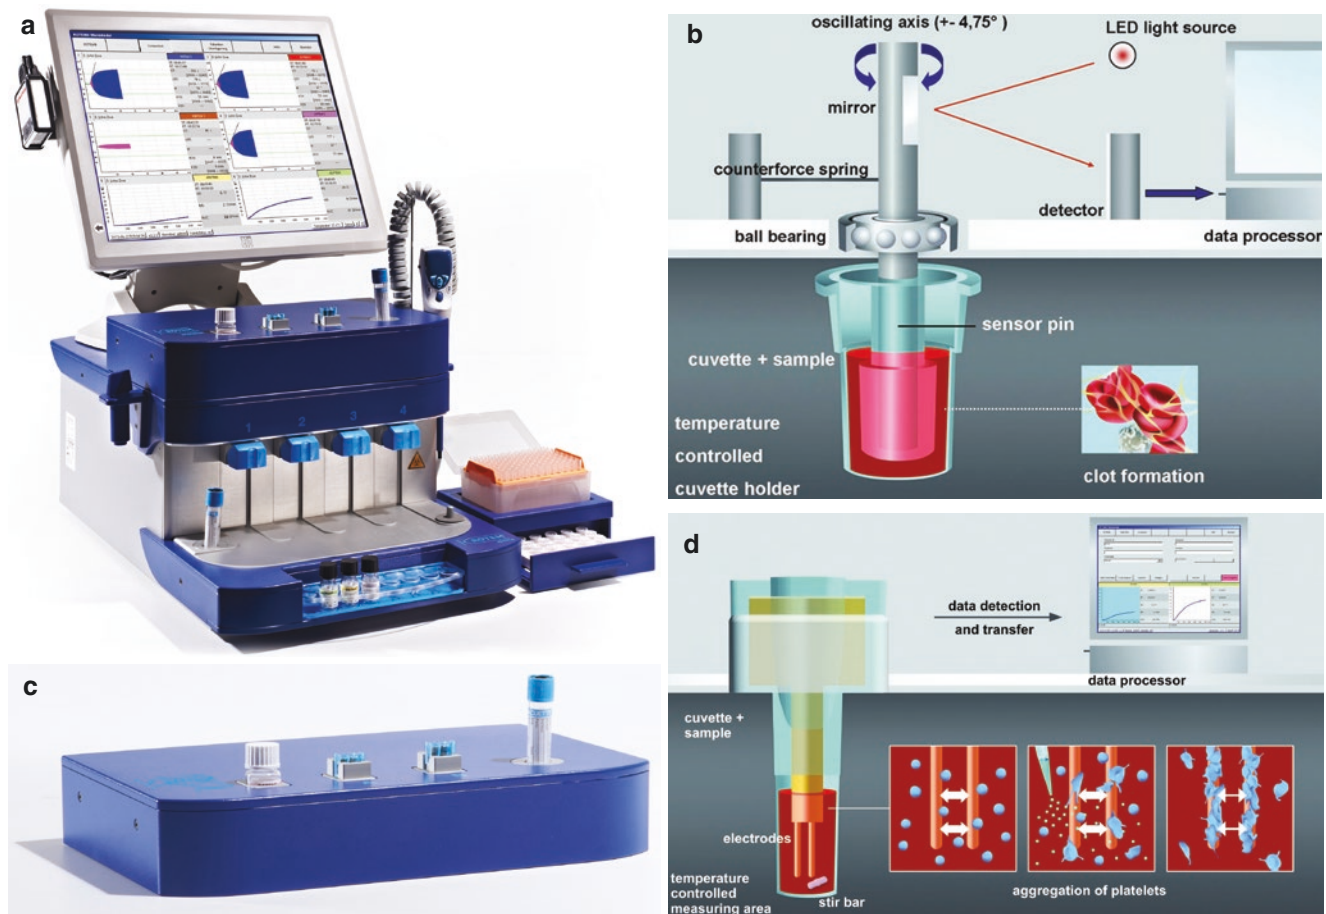 a
1
2
3
4
b
oscillating axis (+- 4,75° )
LED light source
mirror
counterforce spring
detector
ball bearing
data processor
sensor pin
cuvette + sample
temperature
controlled
cuvette holder
clot formation
c
d
data detection
and transfer
data processor
cuvette +
sample
electrodes
temperature
controlled
measuring area
stir bar
aggregation of platelets